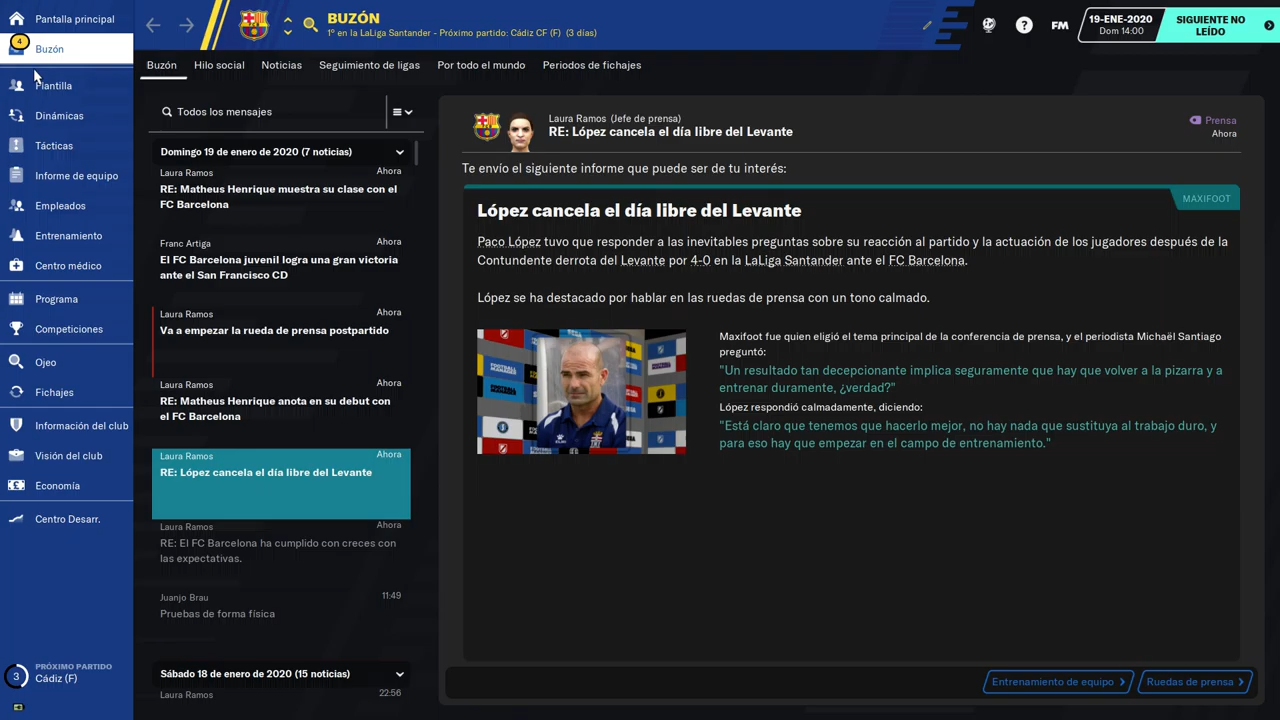 Pantalla principal
4
Buzón
Plantilla
Dinámicas
Tácticas
Informe de equipo
Empleados
Entrenamiento
Centro médico
Programa
Competiciones
Ojeo
Fichajes
Información del club
Visión del club
Economía
Centro Desarr.
PRÓXIMO PARTIDO
3
Cádiz (F)
BUZÓN
1º en la LaLiga Santander - Próximo partido: Cádiz CF (F) (3 días)
?
FM
19-ENE-2020
Dom 14:00
SIGUIENTE NO
LEÍDO
Buzón
Hilo social
Noticias
Seguimiento de ligas
Por todo el mundo
Periodos de fichajes
Todos los mensajes
Domingo 19 de enero de 2020 (7 noticias)
Laura Ramos
Ahora
RE: Matheus Henrique muestra su clase con el
FC Barcelona
Franc Artiga
Ahora
El FC Barcelona juvenil logra una gran victoria
ante el San Francisco CD
Laura Ramos
Ahora
Va a empezar la rueda de prensa postpartido
Laura Ramos
Ahora
RE: Matheus Henrique anota en su debut con
el FC Barcelona
Laura Ramos
Ahora
RE: López cancela el día libre del Levante
Laura Ramos
Ahora
RE: El FC Barcelona ha cumplido con creces con
las expectativas.
Juanjo Brau
11:49
Pruebas de forma física
Sábado 18 de enero de 2020 (15 noticias)
Laura Ramos
22:56
Laura Ramos (Jefe de prensa)
RE: López cancela el día libre del Levante
Prensa
Ahora
Te envío el siguiente informe que puede ser de tu interés:
MAXIFOOT
López cancela el día libre del Levante
Paco López tuvo que responder a las inevitables preguntas sobre su reacción al partido y la actuación de los jugadores después de la
Contundente derrota del Levante por 4-0 en la LaLiga Santander ante el FC Barcelona.
López se ha destacado por hablar en las ruedas de prensa con un tono calmado.
Maxifoot fue quien eligió el tema principal de la conferencia de prensa, y el periodista Michaël Santiago
preguntó:
"Un resultado tan decepcionante implica seguramente que hay que volver a la pizarra y a
entrenar duramente, ¿verdad?"
López respondió calmadamente, diciendo:
"Está claro que tenemos que hacerlo mejor, no hay nada que sustituya al trabajo duro, y
para eso hay que empezar en el campo de entrenamiento."
Entrenamiento de equipo
Ruedas de prensa